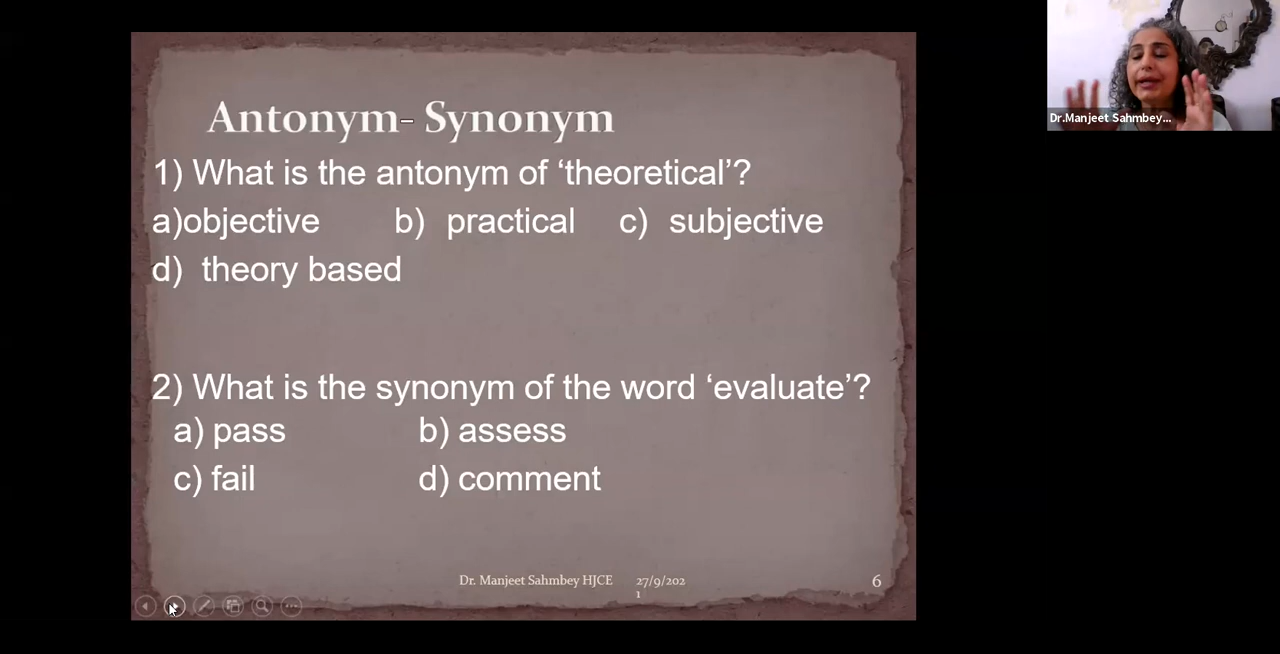 Dr.Manjeet Sahmbey...
Antonym- Synonym
1) What is the antonym of ‘theoretical’?
a)objective b) practical c) subjective
d) theory based
2) What is the synonym of the word ‘evaluate’?
a) pass b) assess
c) fail d) comment
Dr. Manjeet Sahmbey HJCE 27/9/202
1
6